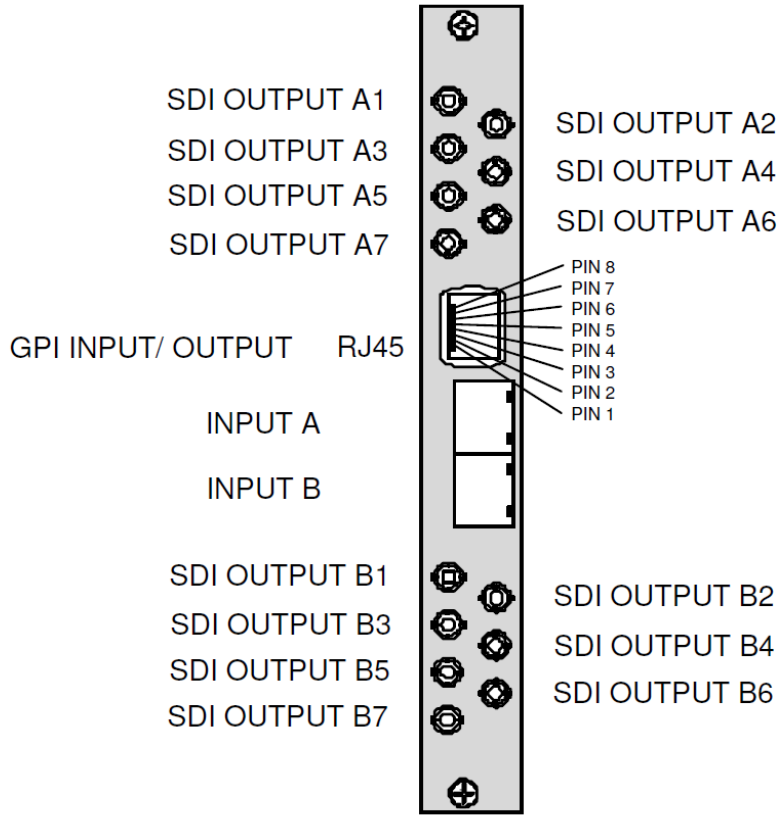 SDI OUTPUT A1
SDI OUTPUT A2
SDI OUTPUT A3
SDI OUTPUT A4
SDI OUTPUT A5
SDI OUTPUT A6
SDI OUTPUT A7
PIN 8
PIN 7
PIN 6
PIN 5
GPI INPUT/ OUTPUT RJ45
PIN 4
PIN 3
PIN 2
PIN 1
INPUT A
INPUT B
SDI OUTPUT B1
SDI OUTPUT B2
SDI OUTPUT B3
SDI OUTPUT B4
SDI OUTPUT B5
SDI OUTPUT B6
SDI OUTPUT B7